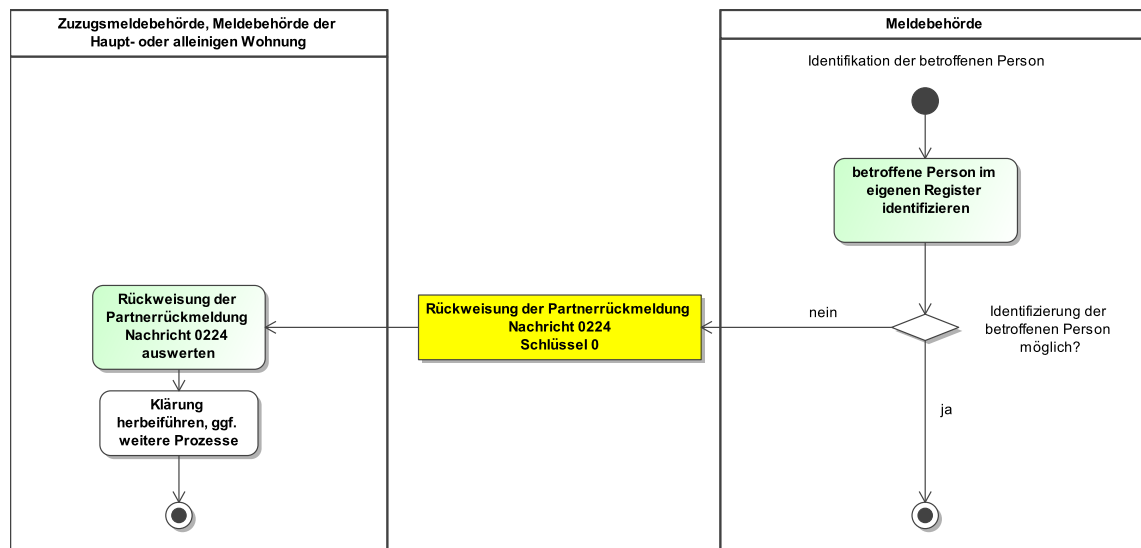 Zuzugsmeldebehörde, Meldebehörde der
Haupt- oder alleinigen Wohnung
Meldebehörde
Identifikation der betroffenen Person
betroffene Person im
eigenen Register
identifizieren
Identifizierung der
betroffenen Person
möglich?
nein
ja
Rückweisung der Partnerrückmeldung
Nachricht 0224
Schlüssel 0
Rückweisung der
Partnerrückmeldung
Nachricht 0224
auswerten
Klärung
herbeiführen, ggf.
weitere Prozesse